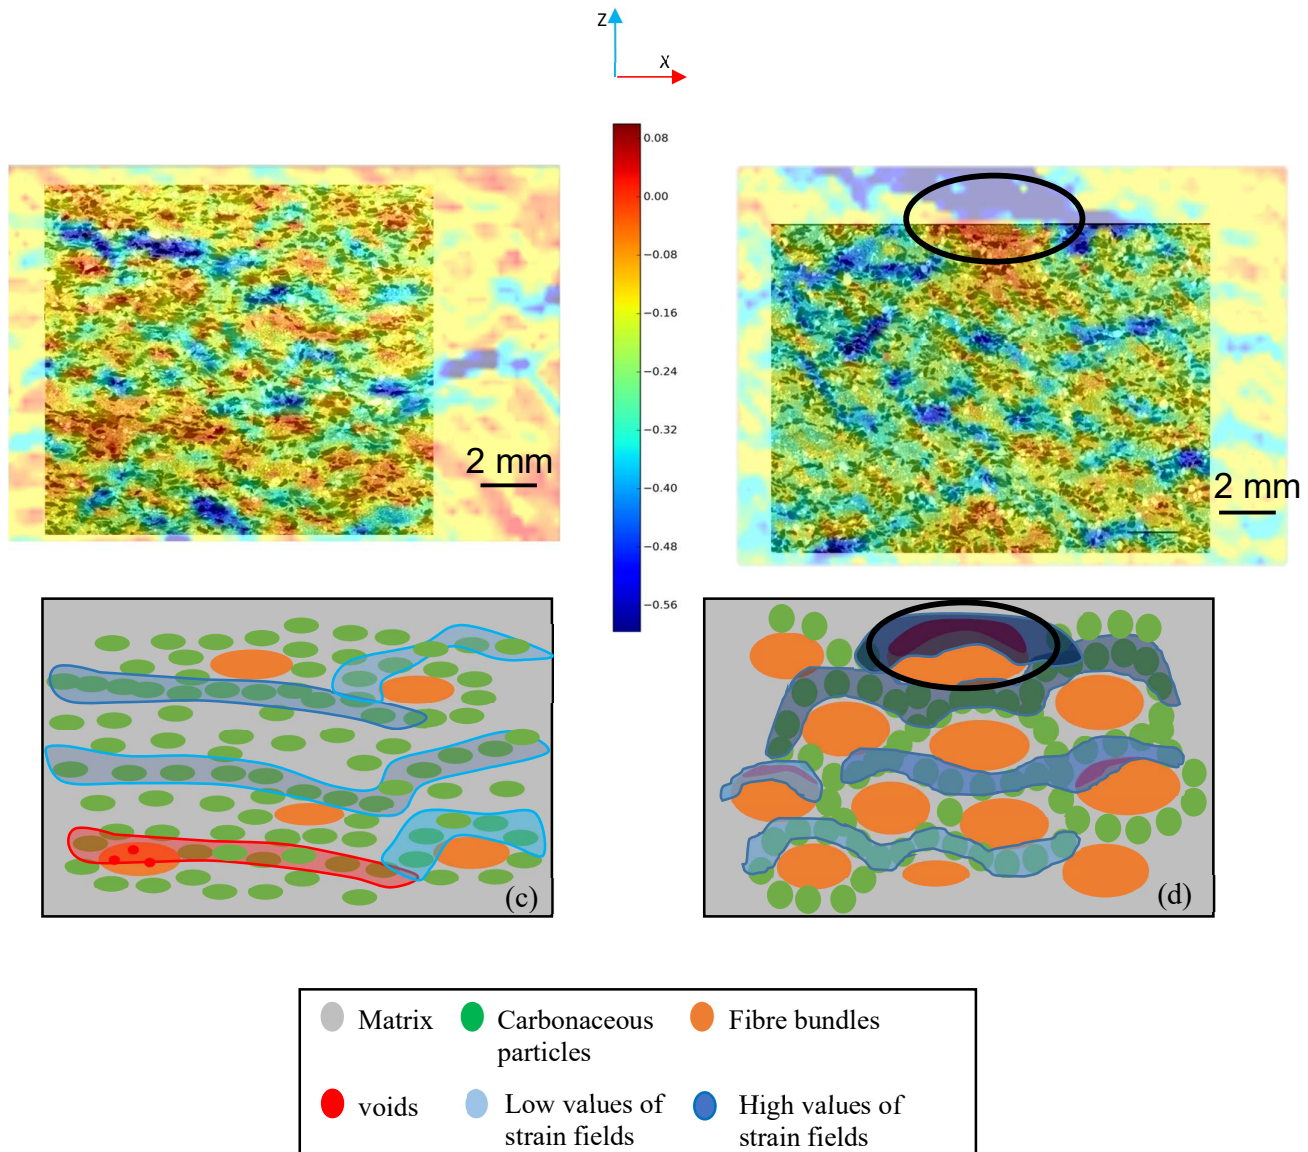 Z
X
0.08
0.00
−0.08
−0.16
−0.24
−0.32
−0.40
−0.48
−0.56
2 mm
2 mm
(c)
(d)
Matrix
Carbonaceous
particles
Fibre bundles
voids
Low values of
strain fields
High values of
strain fields